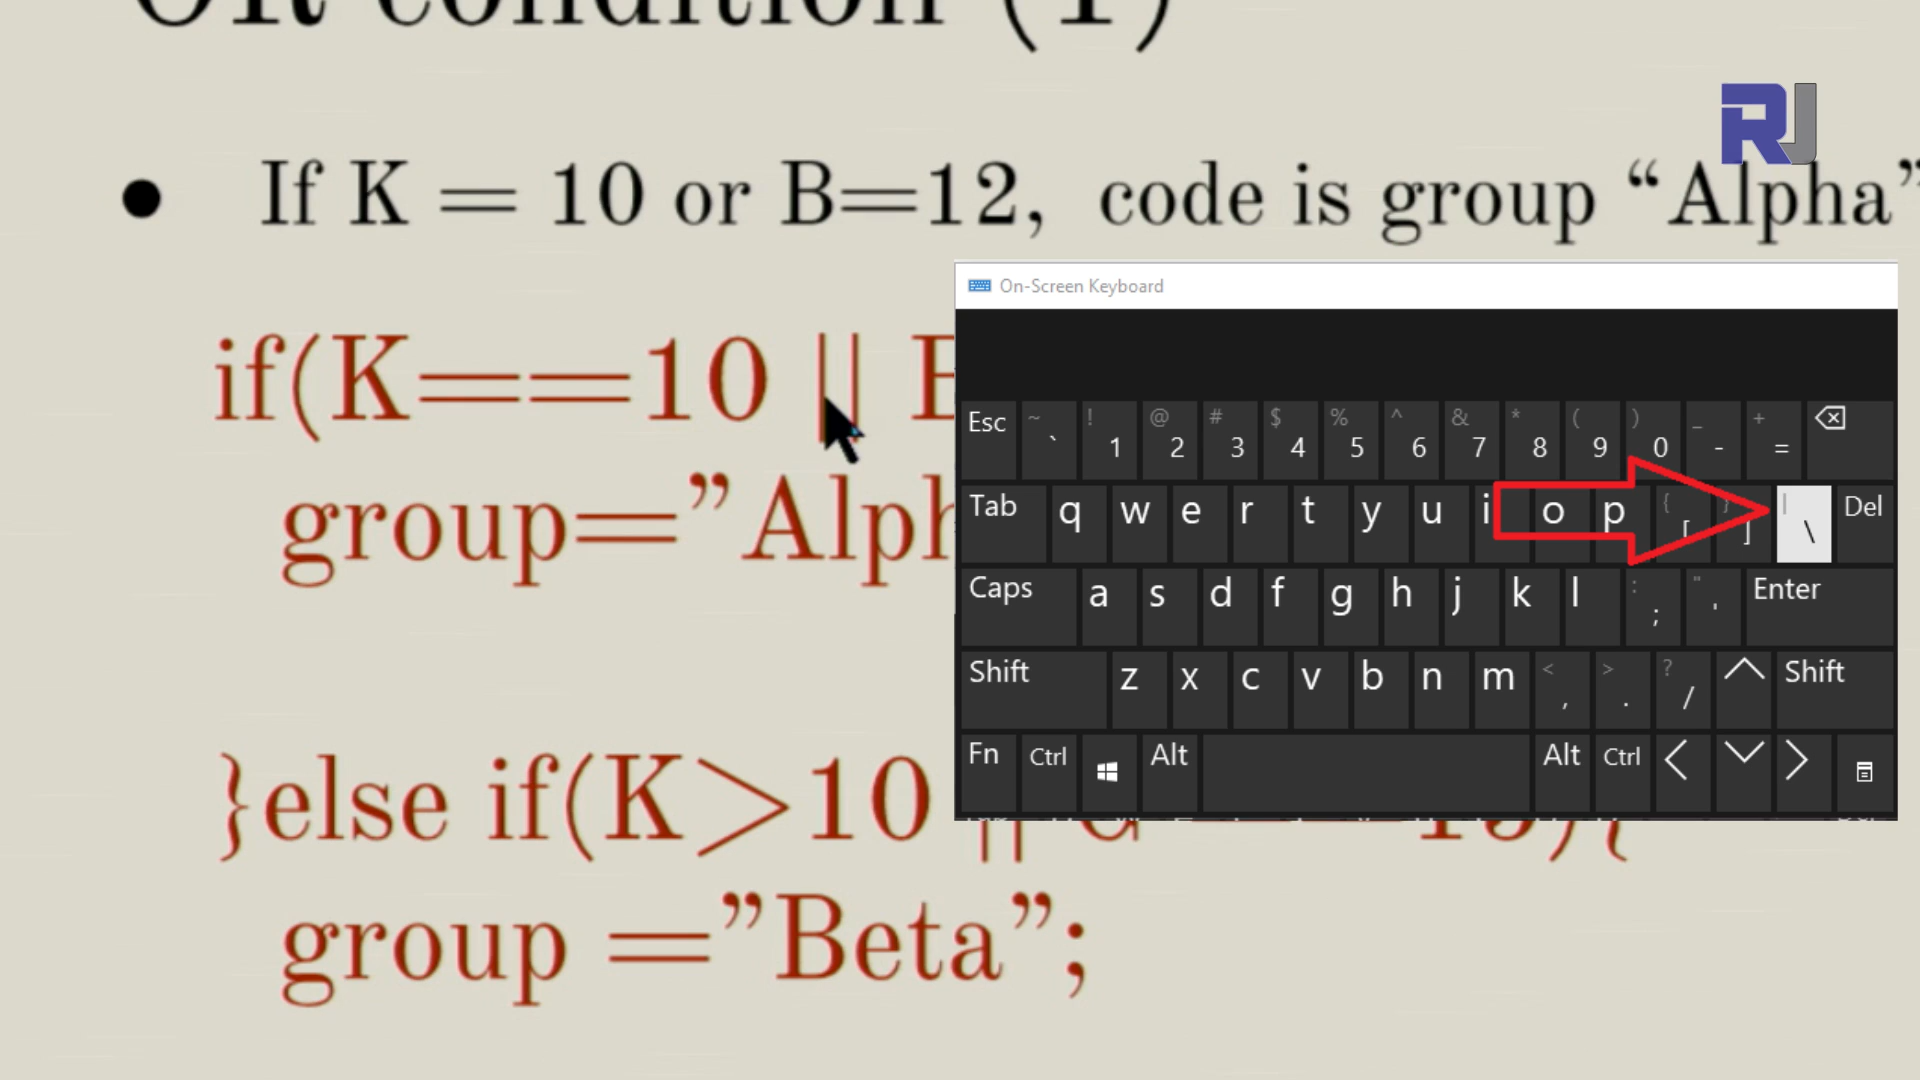 OR condition (1)
RJ
● If K = 10 or B=12, code is group “Alpha”
if(K==10 ||
group=”Alph
}else if(K>10 ||
group =”Beta”;
On-Screen Keyboard
Esc ~ ` ! 1 @ 2 # 3 $ 4 % 5 ^ 6 & 7 * 8 ( 9 ) 0 _ - + =
Tab q w e r t y u i o p { [ } ] | \ Del
Caps a s d f g h j k l : ; " ' Enter
Shift z x c v b n m < , > . ? / Shift
Fn Ctrl Alt Alt Ctrl